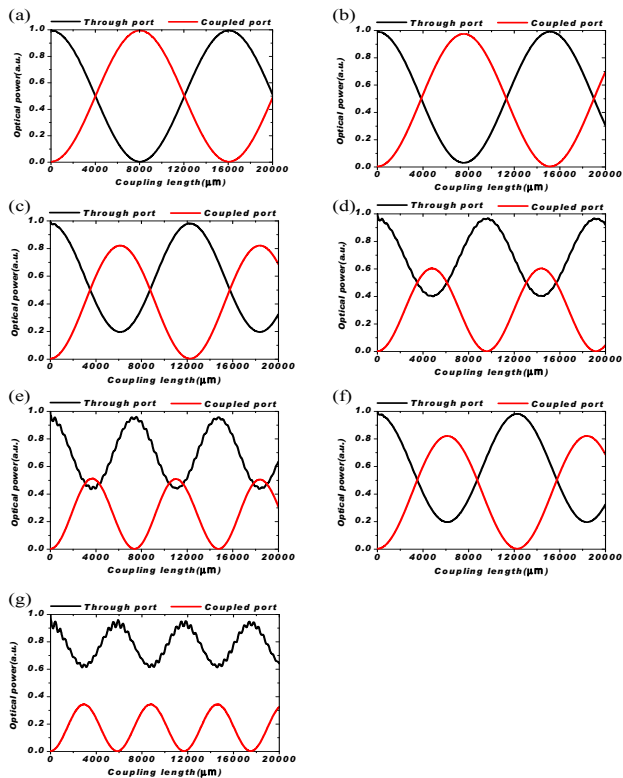 (a)
Through port Coupled port
Optical power(a.u.)
1.0
0.8
0.6
0.4
0.2
0.0
0 4000 8000 12000 16000 20000
Coupling length(μm)
(b)
Through port Coupled port
Optical power(a.u.)
1.0
0.8
0.6
0.4
0.2
0.0
0 4000 8000 12000 16000 20000
Coupling length(μm)
(c)
Through port Coupled port
Optical power(a.u.)
1.0
0.8
0.6
0.4
0.2
0.0
0 4000 8000 12000 16000 20000
Coupling length(μm)
(d)
Through port Coupled port
Optical power(a.u.)
1.0
0.8
0.6
0.4
0.2
0.0
0 4000 8000 12000 16000 20000
Coupling length(μm)
(e)
Through port Coupled port
Optical power(a.u.)
1.0
0.8
0.6
0.4
0.2
0.0
0 4000 8000 12000 16000 20000
Coupling length(μm)
(f)
Through port Coupled port
Optical power(a.u.)
1.0
0.8
0.6
0.4
0.2
0.0
0 4000 8000 12000 16000 20000
Coupling length(μm)
(g)
Through port Coupled port
Optical power(a.u.)
1.0
0.8
0.6
0.4
0.2
0.0
0 4000 8000 12000 16000 20000
Coupling length(μm)